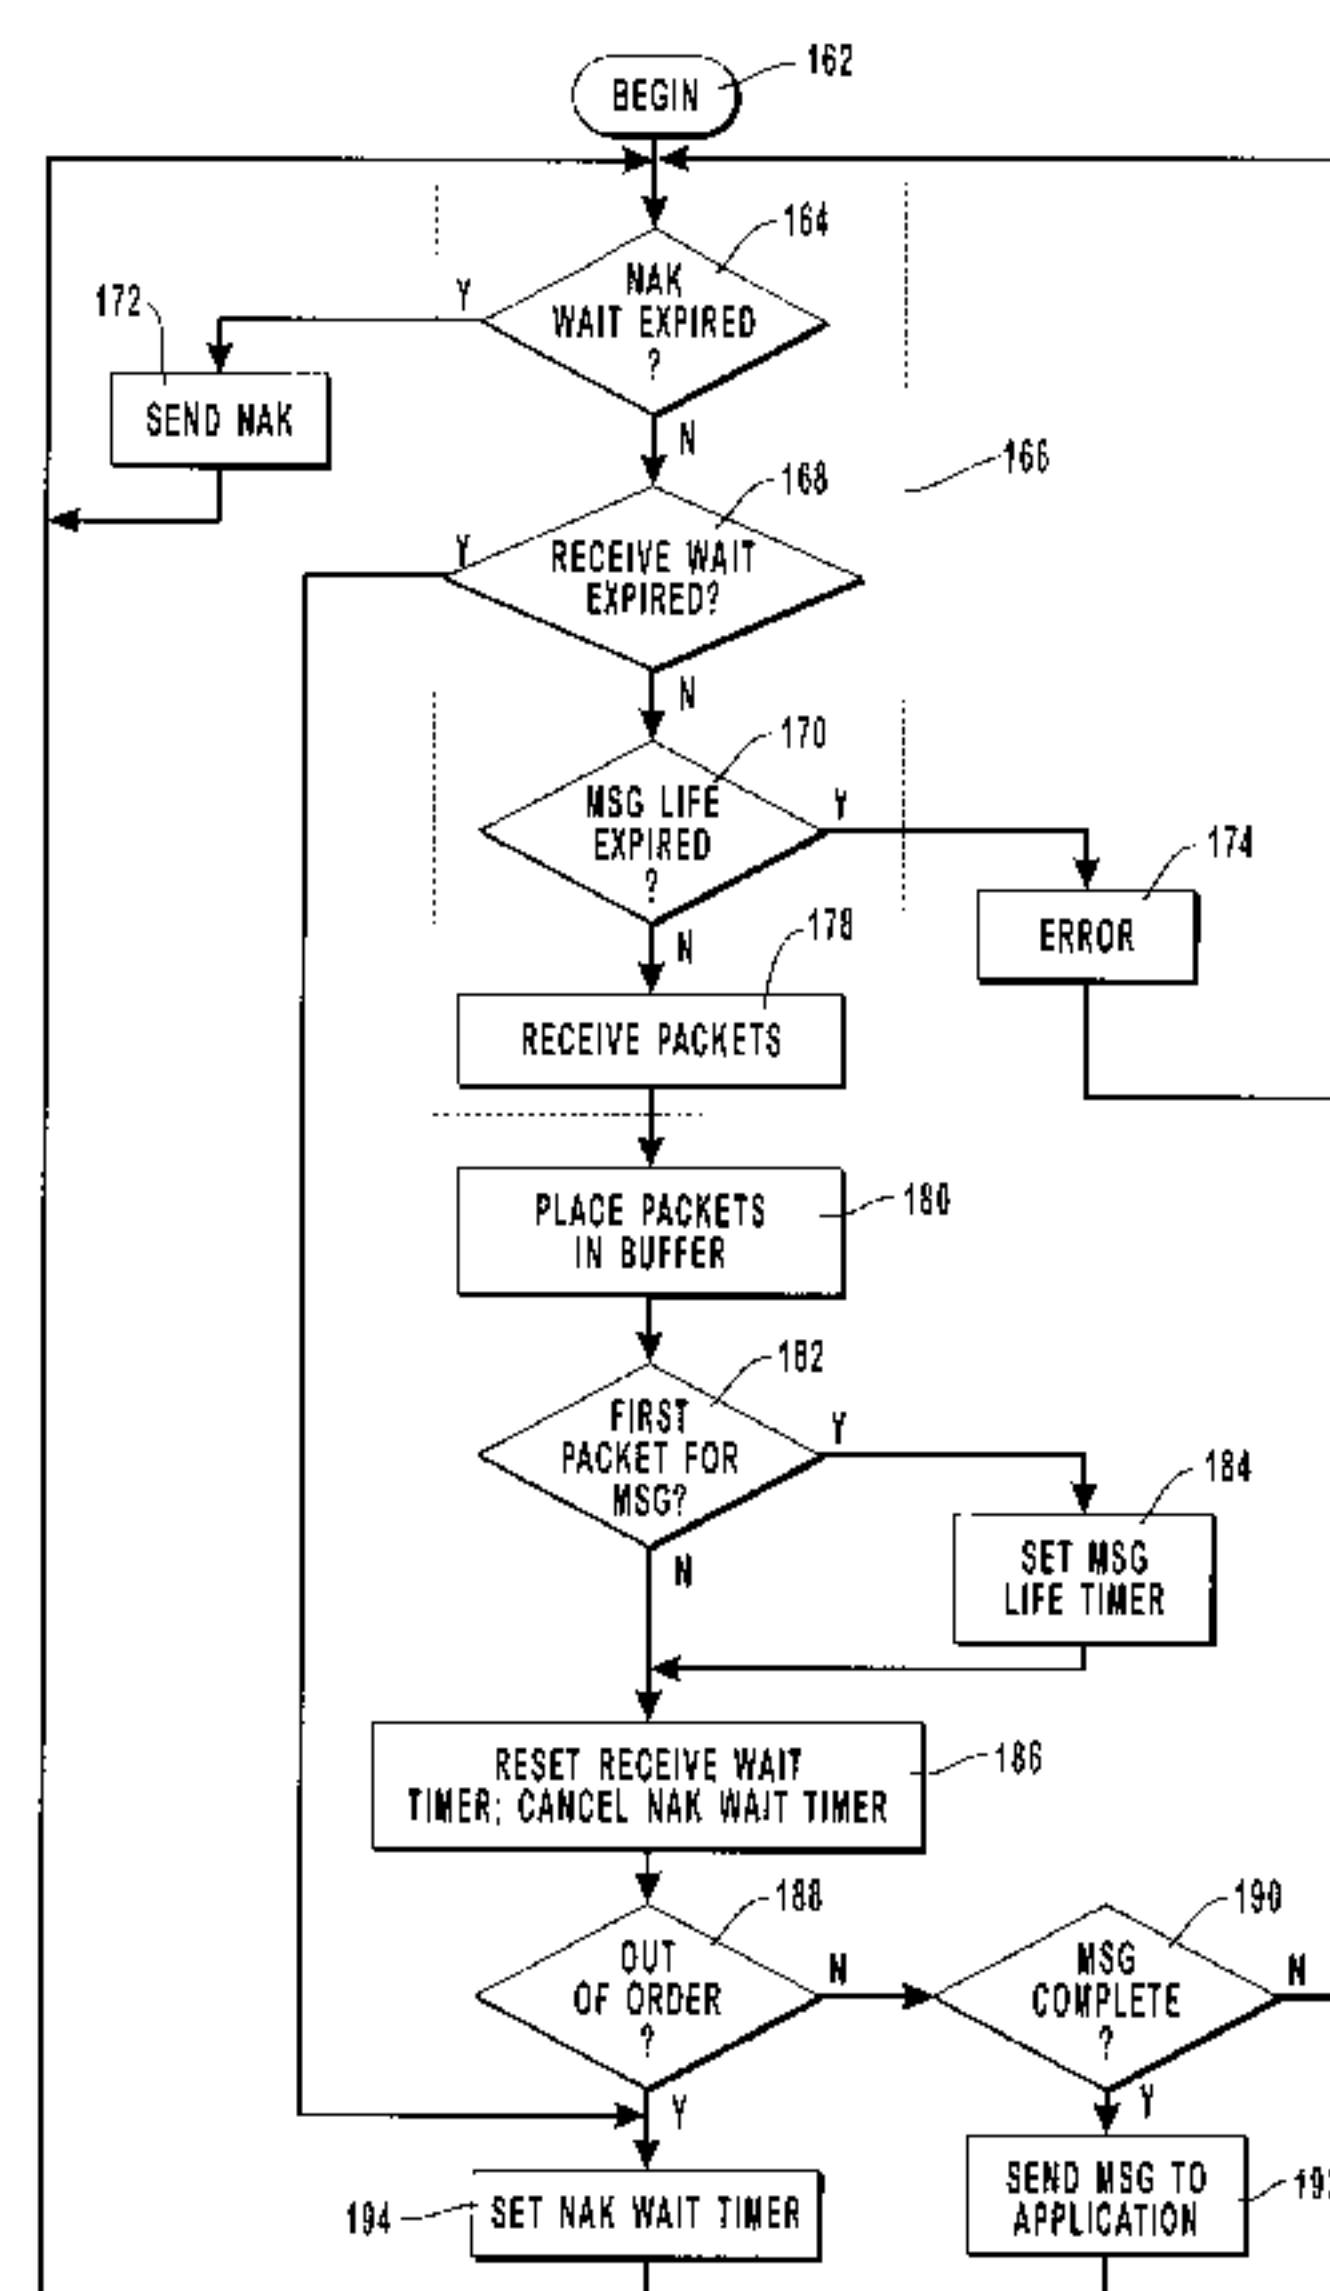 BEGIN
162
164
NAK
WAIT EXPIRED
?
Y
N
172
SEND NAK
166
168
RECEIVE WAIT
EXPIRED?
Y
N
170
MSG LIFE
EXPIRED
?
Y
N
174
ERROR
178
RECEIVE PACKETS
PLACE PACKETS
IN BUFFER
180
182
FIRST
PACKET FOR
MSG?
Y
N
184
SET MSG
LIFE TIMER
RESET RECEIVE WAIT
TIMER; CANCEL NAK WAIT TIMER
186
188
OUT
OF ORDER
?
N
Y
190
MSG
COMPLETE
?
N
Y
194
SET NAK WAIT TIMER
SEND MSG TO
APPLICATION